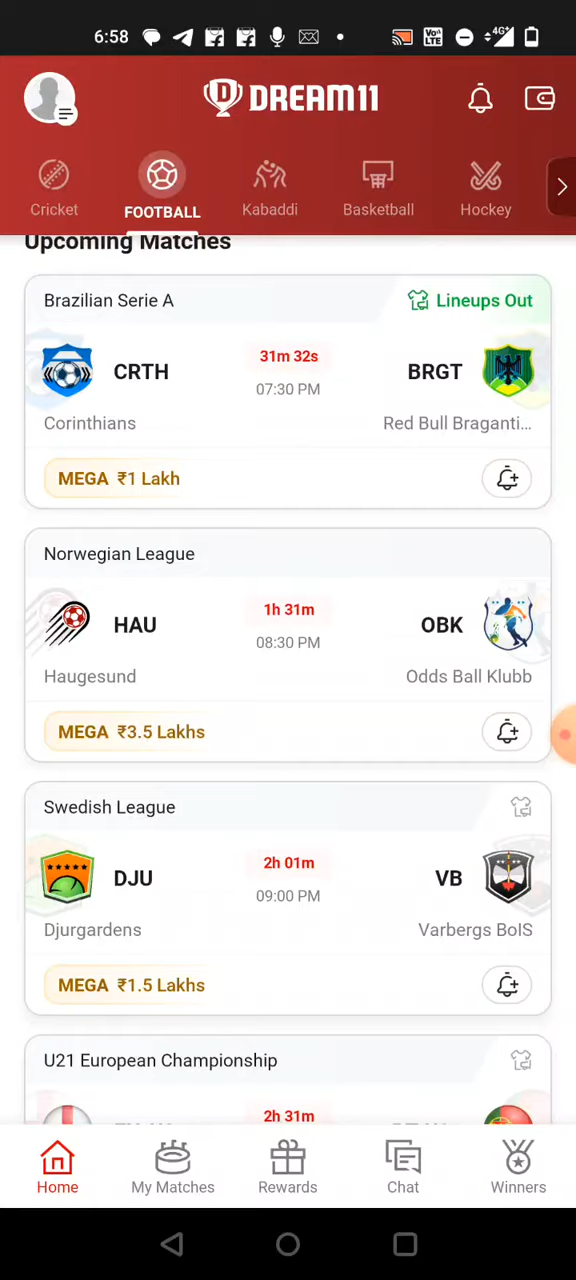 6:58
Vo LTE
4G+
DREAM11
Cricket
FOOTBALL
Kabaddi
Basketball
Hockey
Upcoming Matches
Brazilian Serie A
Lineups Out
CRTH
31m 32s
BRGT
07:30 PM
Corinthians
Red Bull Braganti...
MEGA ₹1 Lakh
Norwegian League
HAU
1h 31m
OBK
08:30 PM
Haugesund
Odds Ball Klubb
MEGA ₹3.5 Lakhs
Swedish League
DJU
2h 01m
VB
09:00 PM
Djurgardens
Varbergs BoIS
MEGA ₹1.5 Lakhs
U21 European Championship
2h 31m
Home
My Matches
Rewards
Chat
Winners